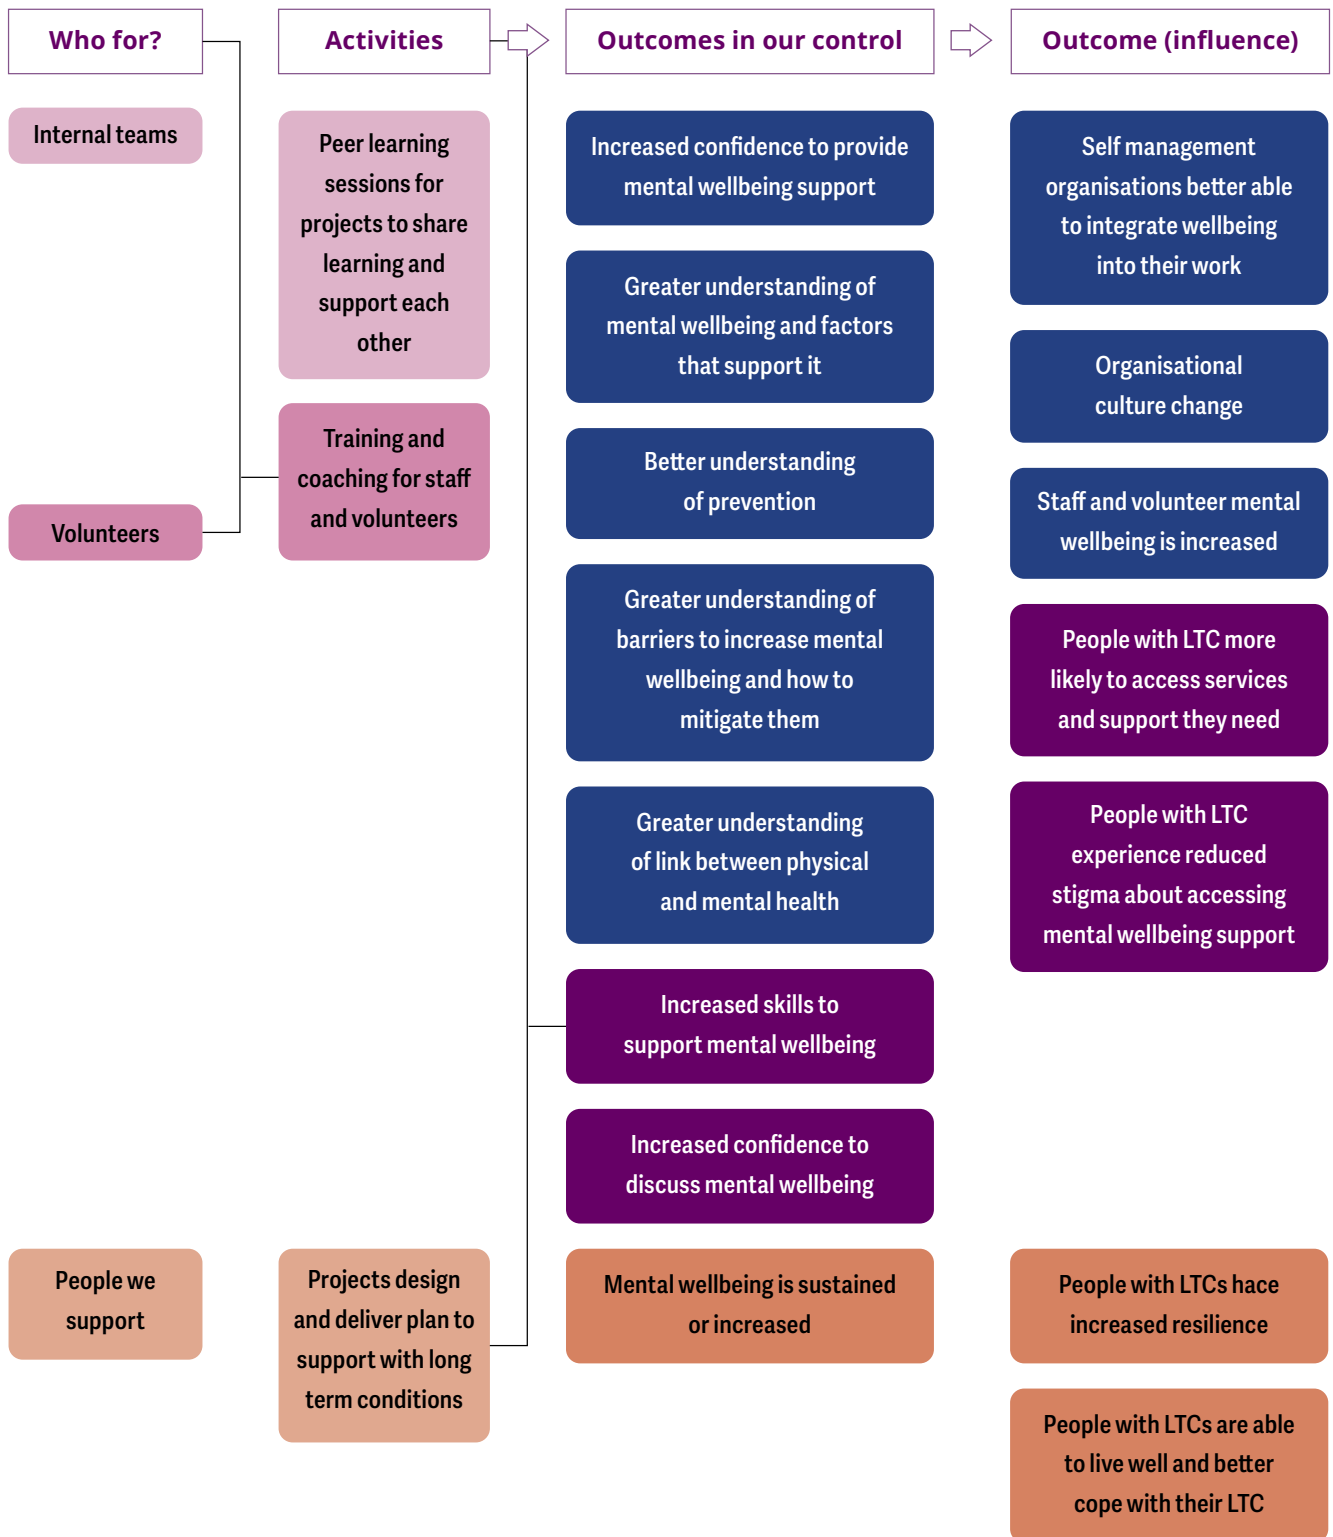 Who for?
Activities
Outcomes in our control
Outcome (influence)
Internal teams
Volunteers
People we
support
Peer learning
sessions for
projects to share
learning and
support each
other
Training and
coaching for staff
and volunteers
Projects design
and deliver plan to
support with long
term conditions
Increased confidence to provide
mental wellbeing support
Greater understanding of
mental wellbeing and factors
that support it
Better understanding
of prevention
Greater understanding of
barriers to increase mental
wellbeing and how to
mitigate them
Greater understanding
of link between physical
and mental health
Increased skills to
support mental wellbeing
Increased confidence to
discuss mental wellbeing
Mental wellbeing is sustained
or increased
Self management
organisations better able
to integrate wellbeing
into their work
Organisational
culture change
Staff and volunteer mental
wellbeing is increased
People with LTC more
likely to access services
and support they need
People with LTC
experience reduced
stigma about accessing
mental wellbeing support
People with LTCs hace
increased resilience
People with LTCs are able
to live well and better
cope with their LTC